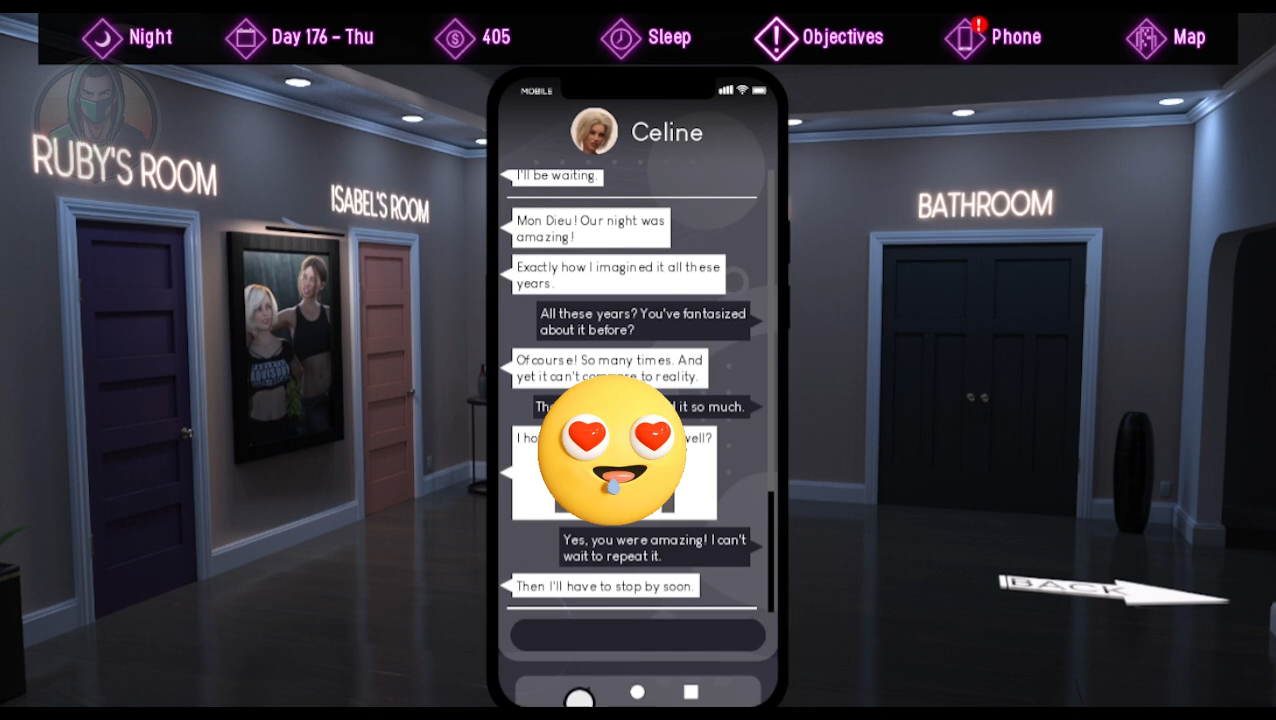 Night
Day 176 - Thu
405
Sleep
Objectives
Phone
Map
MOBILE
Celine
RUBY'S ROOM
ISABEL'S ROOM
BATHROOM
I'll be waiting.
Mon Dieu! Our night was
amazing!
Exactly how I imagined it all these
years.
All these years? You've fantasized
about it before?
Of course! So many times. And
yet it can't compare to reality.
it so much.
I
well?
Yes, you were amazing! I can't
wait to repeat it.
Then I'll have to stop by soon.
BACK